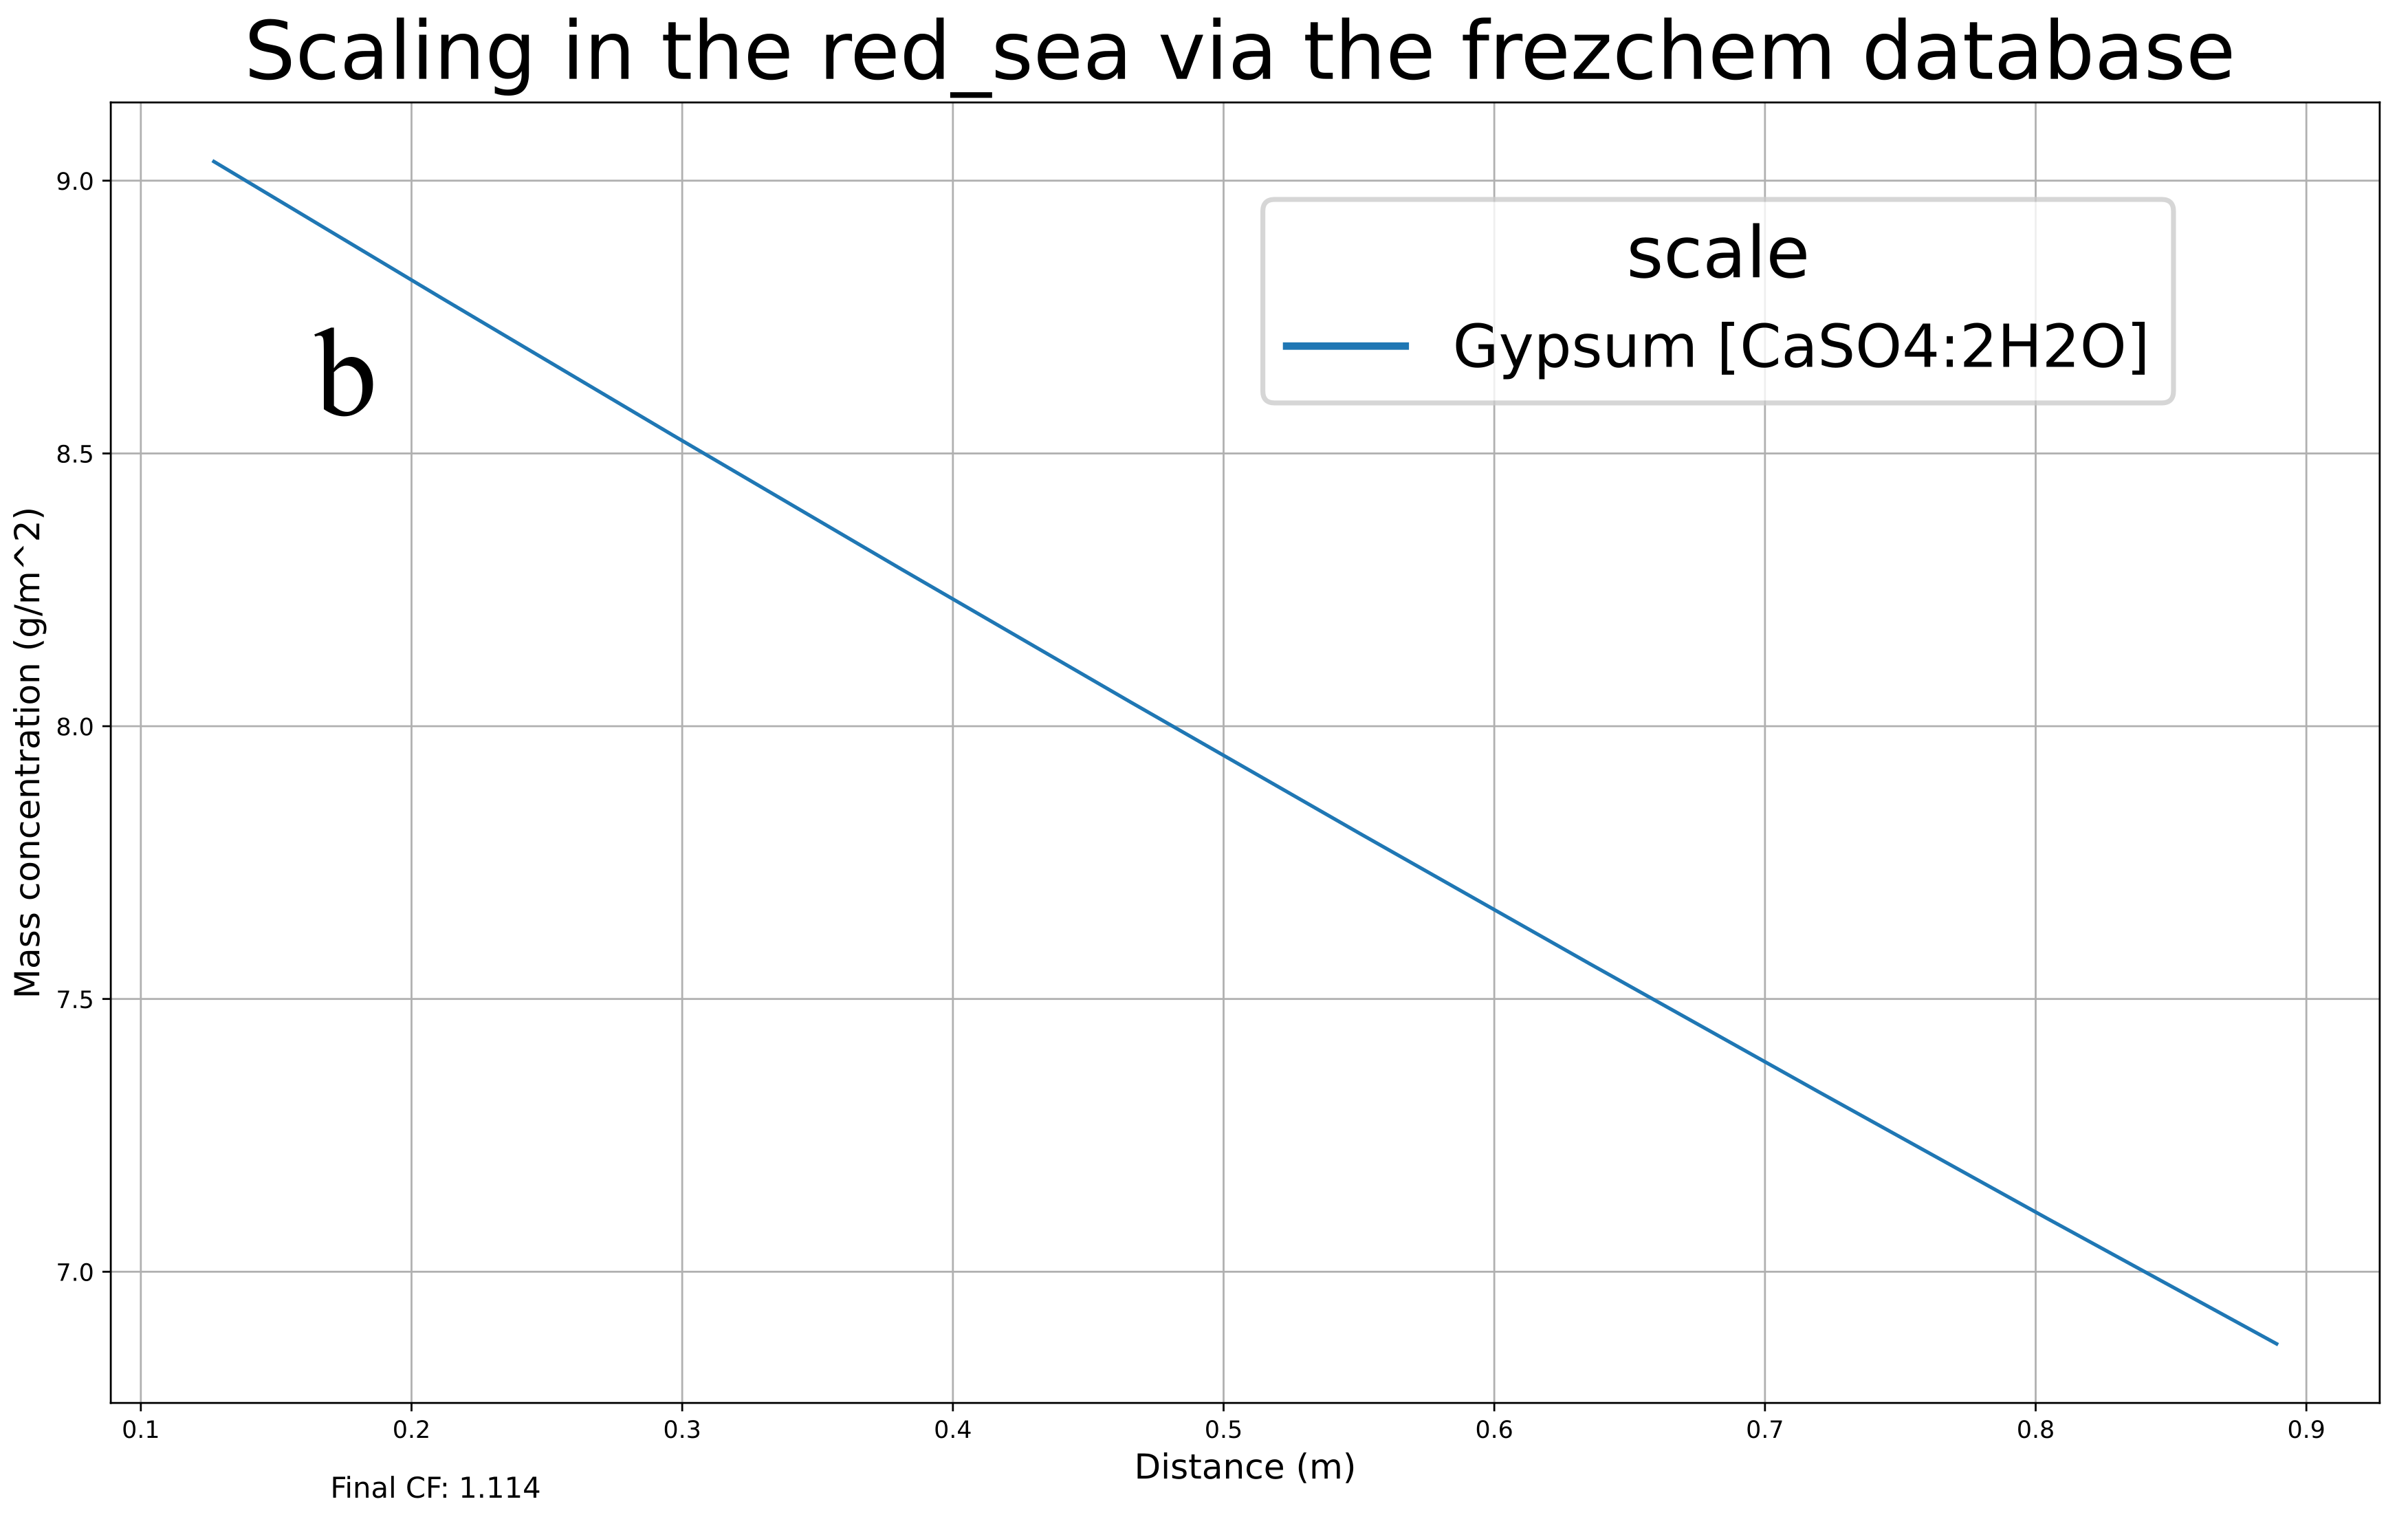 Scaling in the red_sea via the frezchem database
9.0
8.5
8.0
7.5
7.0
Mass concentration (g/m^2)
b
scale
Gypsum [CaSO4:2H2O]
0.1 0.2 0.3 0.4 0.5 0.6 0.7 0.8 0.9
Distance (m)
Final CF: 1.114